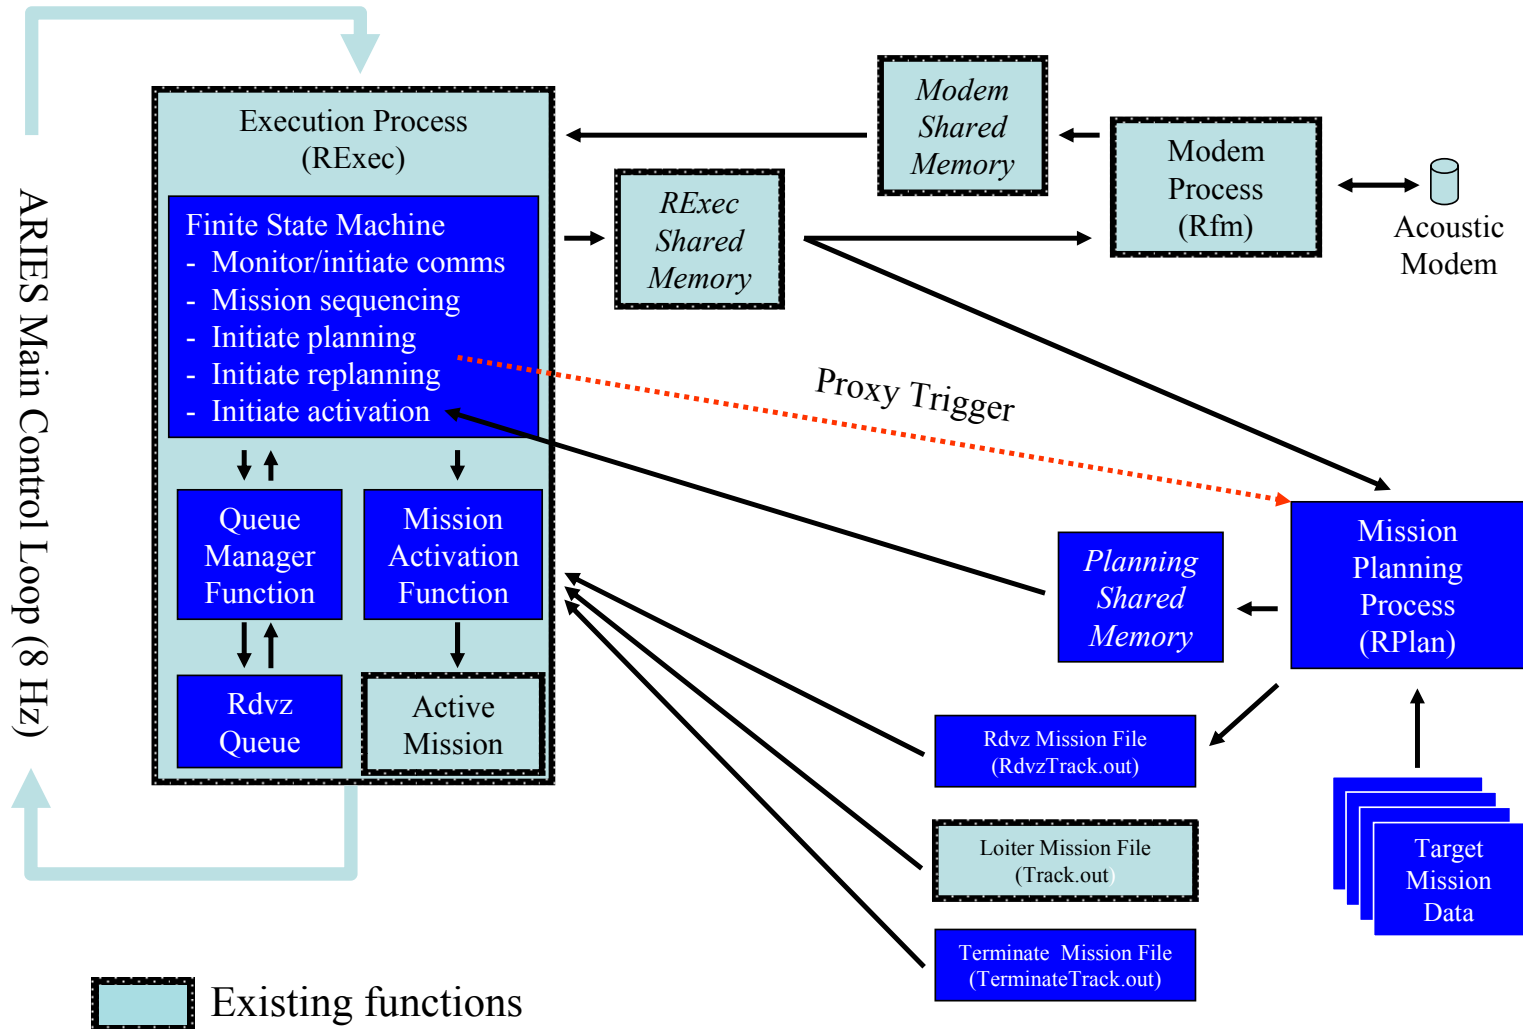 ARIES Main Control Loop (8 Hz)
Execution Process
(RExec)
Finite State Machine
- Monitor/initiate comms
- Mission sequencing
- Initiate planning
- Initiate replanning
- Initiate activation
Queue
Manager
Function
Mission
Activation
Function
Rdvz
Queue
Active
Mission
RExec
Shared
Memory
Modem
Shared
Memory
Modem
Process
(Rfm)
Acoustic
Modem
Proxy Trigger
Planning
Shared
Memory
Mission
Planning
Process
(RPlan)
Rdvz Mission File
(RdvzTrack.out)
Loiter Mission File
(Track.out)
Terminate Mission File
(TerminateTrack.out)
Target
Mission
Data
Existing functions